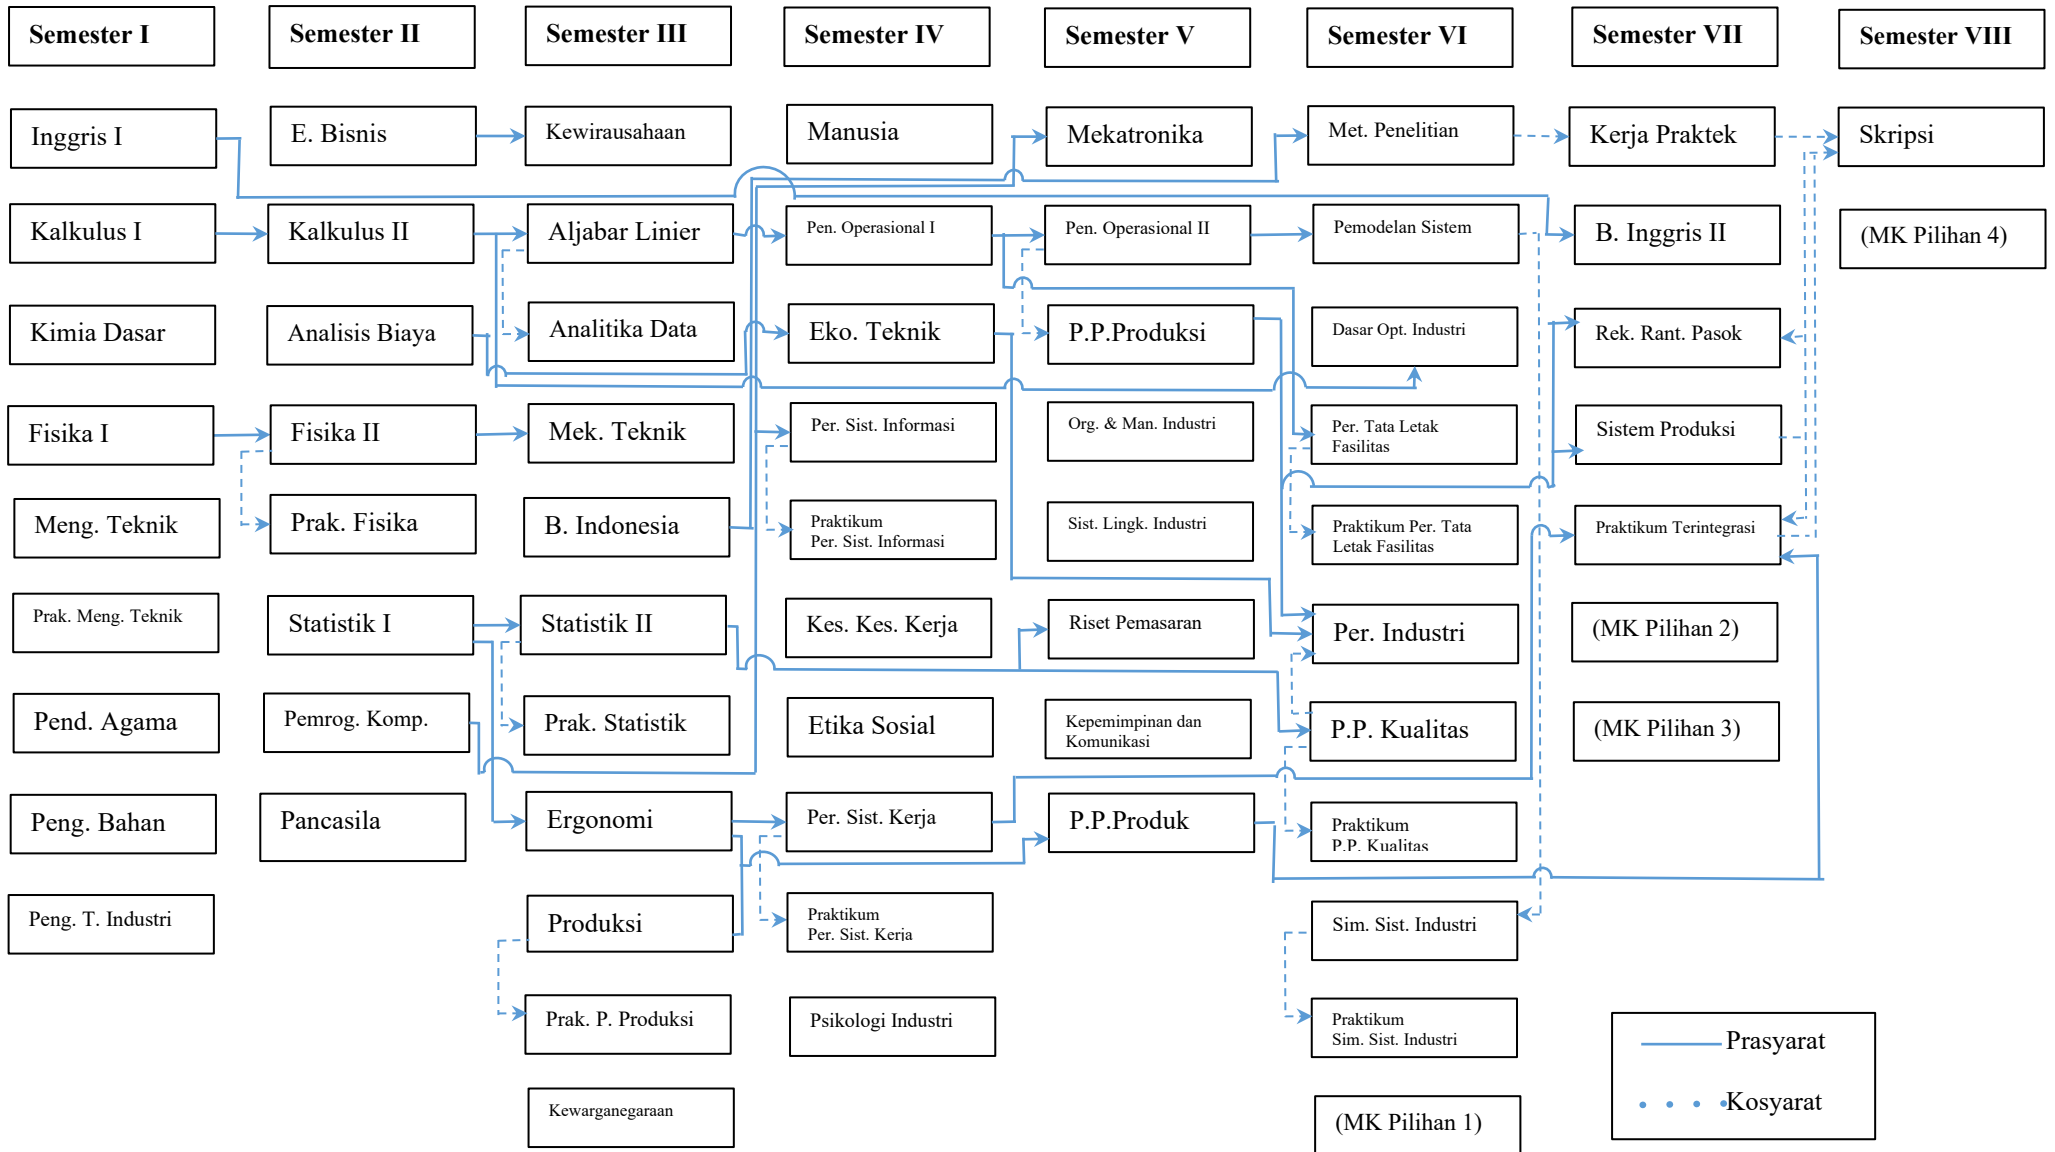 Semester I
Semester II
Semester III
Semester IV
Semester V
Semester VI
Semester VII
Semester VIII
Inggris I
E. Bisnis
Kewirausahaan
Manusia
Mekatronika
Met. Penelitian
Kerja Praktek
Skripsi
Kalkulus I
Kalkulus II
Aljabar Linier
Pen. Operasional I
Pen. Operasional II
Pemodelan Sistem
B. Inggris II
(MK Pilihan 4)
Kimia Dasar
Analisis Biaya
Analitika Data
Eko. Teknik
P.P.Produksi
Dasar Opt. Industri
Rek. Rant. Pasok
Fisika I
Fisika II
Mek. Teknik
Per. Sist. Informasi
Org. & Man. Industri
Per. Tata Letak
Fasilitas
Sistem Produksi
Meng. Teknik
Prak. Fisika
B. Indonesia
Praktikum
Per. Sist. Informasi
Sist. Lingk. Industri
Praktikum Per. Tata
Letak Fasilitas
Praktikum Terintegrasi
Prak. Meng. Teknik
Statistik I
Statistik II
Kes. Kes. Kerja
Riset Pemasaran
Per. Industri
(MK Pilihan 2)
Pend. Agama
Pemrog. Komp.
Prak. Statistik
Etika Sosial
Kepemimpinan dan
Komunikasi
P.P. Kualitas
(MK Pilihan 3)
Peng. Bahan
Pancasila
Ergonomi
Per. Sist. Kerja
P.P.Produk
Praktikum
P.P. Kualitas
Peng. T. Industri
Produksi
Praktikum
Per. Sist. Kerja
Sim. Sist. Industri
Prak. P. Produksi
Psikologi Industri
Praktikum
Sim. Sist. Industri
Kewarganegaraan
(MK Pilihan 1)
Prasyarat
Kosyarat